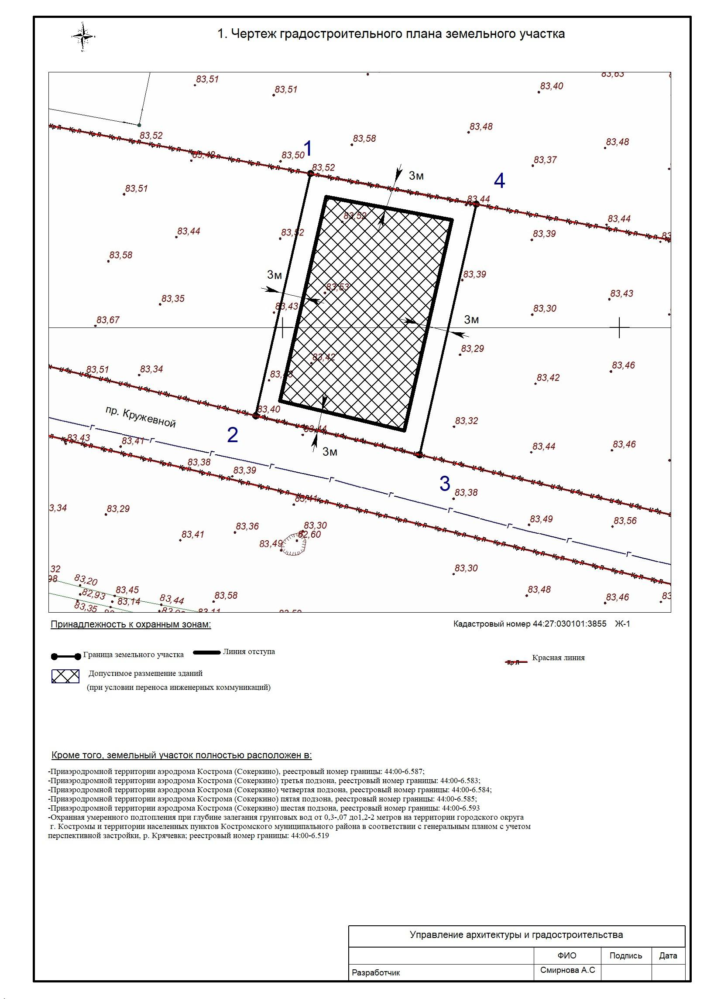 1. Чертеж градостроительного плана земельного участка
83,51
83,51
83,63
83,40
83,48
83,52
83,58
83,48
83,50
1
83,37
83,52
3м
4
83,51
83,44
83,52
83,44
83,44
83,52
83,39
83,58
3м
83,39
83,53
83,35
83,43
83,43
83,30
83,67
3м
83,29
83,42
83,46
83,51
83,34
83,42
83,40
пр. Кружевной
83,32
83,44
2
83,43
83,41
83,44
83,46
3м
83,38
83,39
3
83,38
83,41
3,34
83,29
83,49
83,56
83,36
83,30
83,41
82,60
83,49
,32
83,30
98
83,20
83,45
83,48
82,93
83,14
83,44
83,58
83,46
83,35
83,11
Кр Л
Г
Принадлежность к охранным зонам:
Кадастровый номер 44:27:030101:3855 Ж-1
Граница земельного участка
Линия отступа
Кр Л
Красная линия
Допустимое размещение зданий
(при условии переноса инженерных коммуникаций)
Кроме того, земельный участок полностью расположен в:
-Приаэродромной территории аэродрома Кострома (Сокеркино), реестровый номер границы: 44:00-6.587;
-Приаэродромной территории аэродрома Кострома (Сокеркино) третья подзона, реестровый номер границы: 44:00-6.583;
-Приаэродромной территории аэродрома Кострома (Сокеркино) четвертая подзона, реестровый номер границы: 44:00-6.584;
-Приаэродромной территории аэродрома Кострома (Сокеркино) пятая подзона, реестровый номер границы: 44:00-6.585;
-Приаэродромной территории аэродрома Кострома (Сокеркино) шестая подзона, реестровый номер границы: 44:00-6.593
-Охранная умеренного подтопления при глубине залегания грунтовых вод от 0,3-,07 до1,2-2 метров на территории городского округа
г. Костромы и территории населенных пунктов Костромского муниципального района в соответствии с генеральным планом с учетом
перспективной застройки, р. Крячевка; реестровый номер границы: 44:00-6.519
Управление архитектуры и градостроительства
ФИО
Подпись
Дата
Разработчик
Смирнова А.С